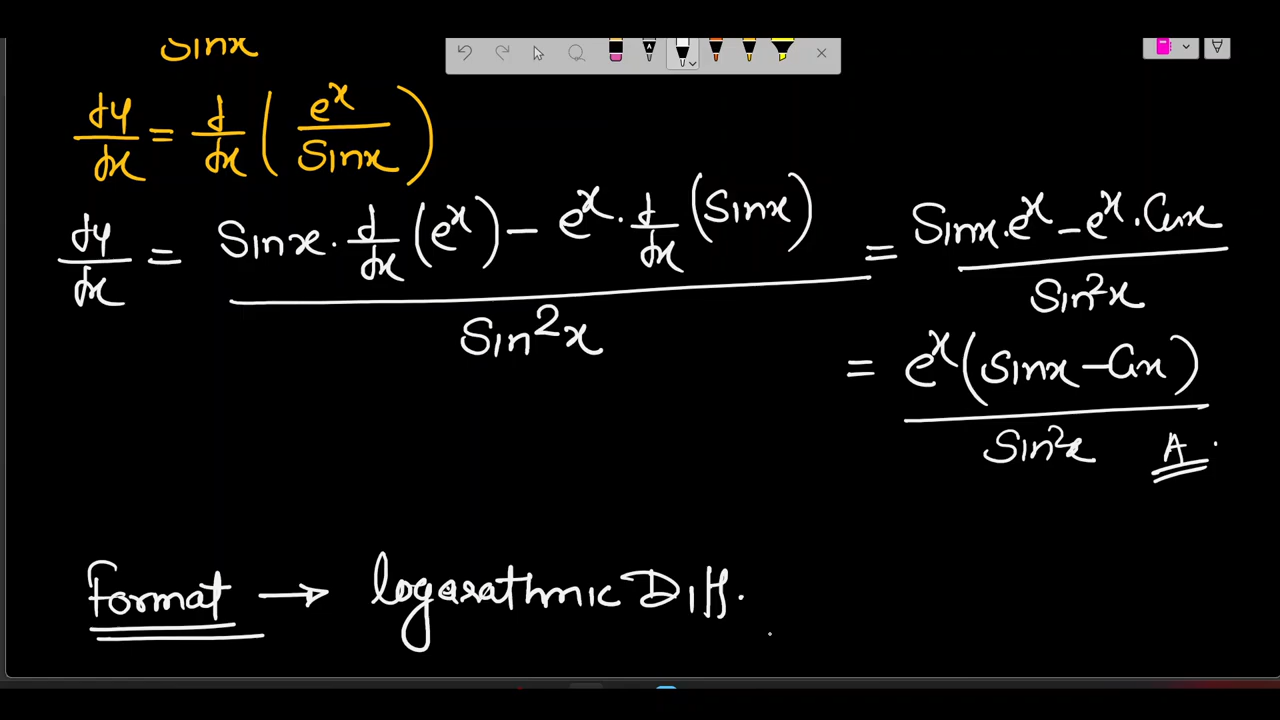 Sinx
dy/dx = d/dx ( e^x / Sinx )
dy/dx = Sinx · d/dx (e^x) − e^x · d/dx (Sinx) / Sin²x = Sinx·e^x − e^x·Cosx / Sin²x
= e^x (Sinx − Cosx) / Sin²x A
Format → logarathmic Diff.